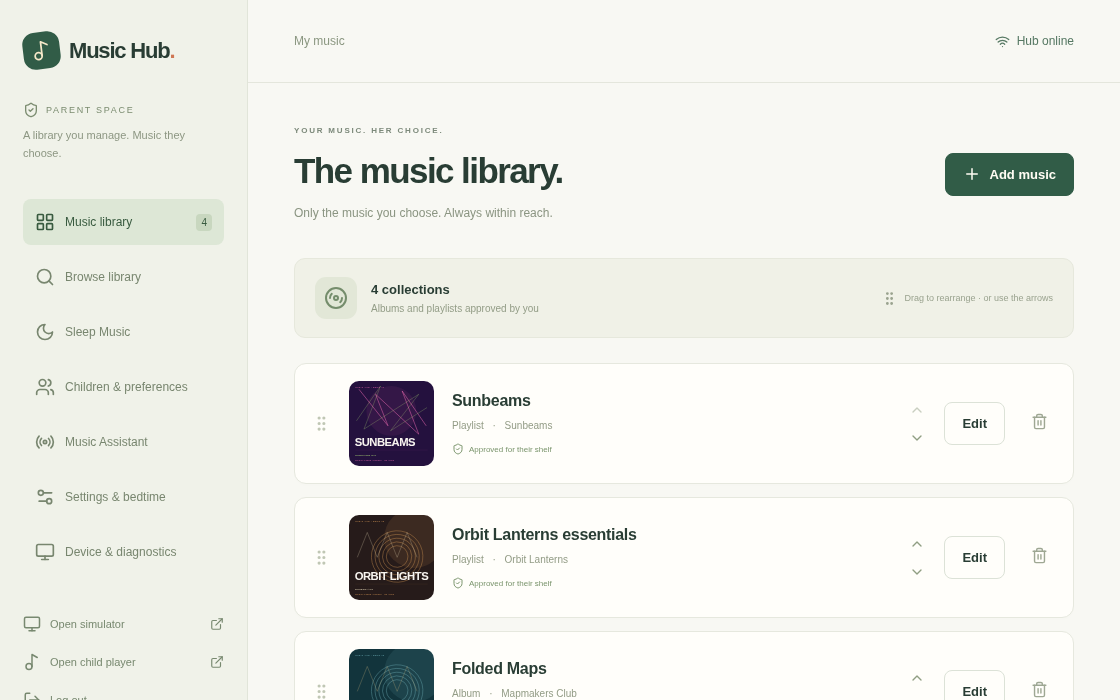 Music Hub.
PARENT SPACE
A library you manage. Music they
choose.
Music library
4
Browse library
Sleep Music
Children & preferences
Music Assistant
Settings & bedtime
Device & diagnostics
Open simulator
Open child player
Log out
My music
Hub online
YOUR MUSIC. HER CHOICE.
The music library.
Only the music you choose. Always within reach.
Add music
4 collections
Albums and playlists approved by you
Drag to rearrange · or use the arrows
SUNBEAMS
Sunbeams
Playlist · Sunbeams
Approved for their shelf
Edit
ORBIT LIGHTS
Orbit Lanterns essentials
Playlist · Orbit Lanterns
Approved for their shelf
Edit
Folded Maps
Album · Mapmakers Club
Edit